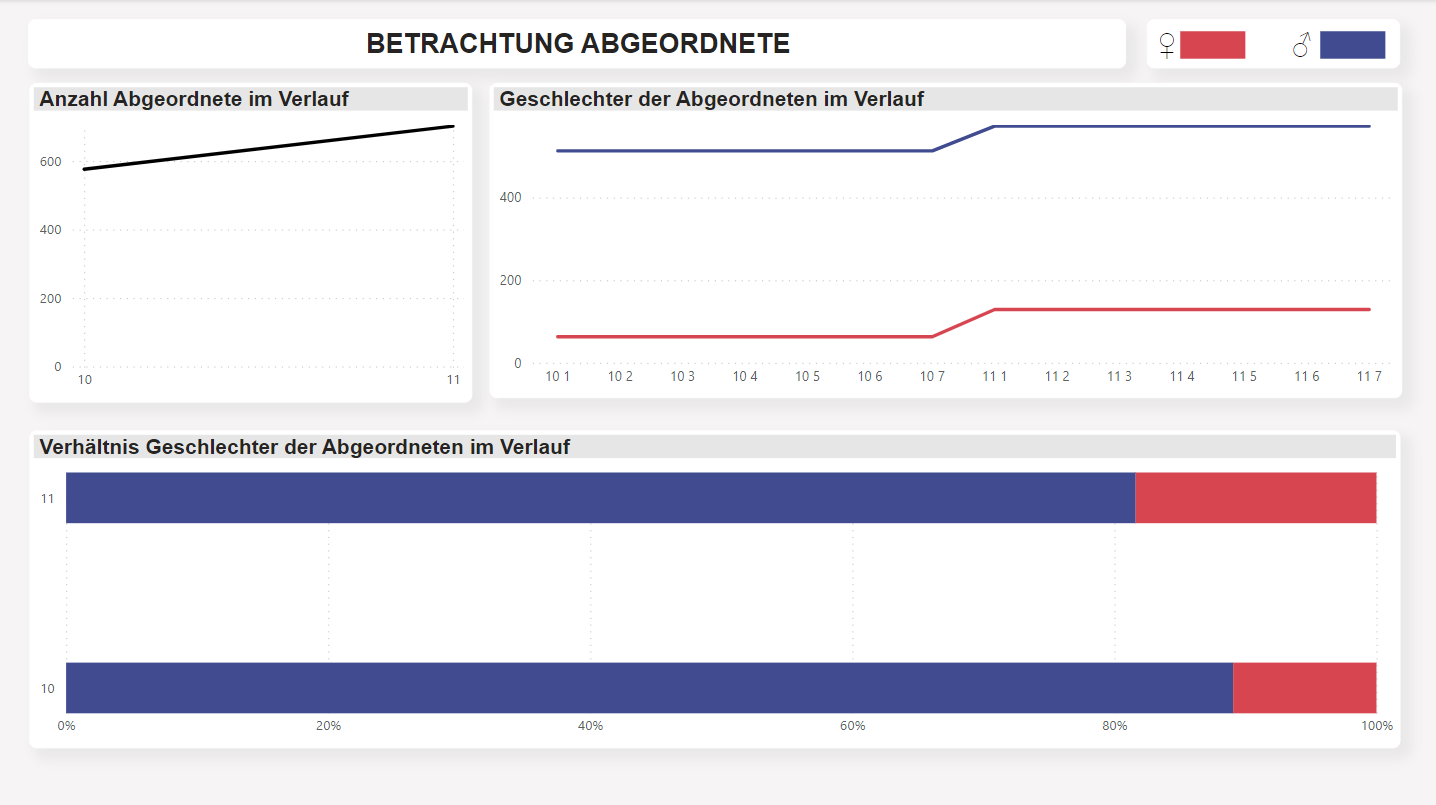 BETRACHTUNG ABGEORDNETE
♀ ♂
Anzahl Abgeordnete im Verlauf
600
400
200
0
10 11
Geschlechter der Abgeordneten im Verlauf
400
200
0
10 1 10 2 10 3 10 4 10 5 10 6 10 7 11 1 11 2 11 3 11 4 11 5 11 6 11 7
Verhältnis Geschlechter der Abgeordneten im Verlauf
11
10
0% 20% 40% 60% 80% 100%